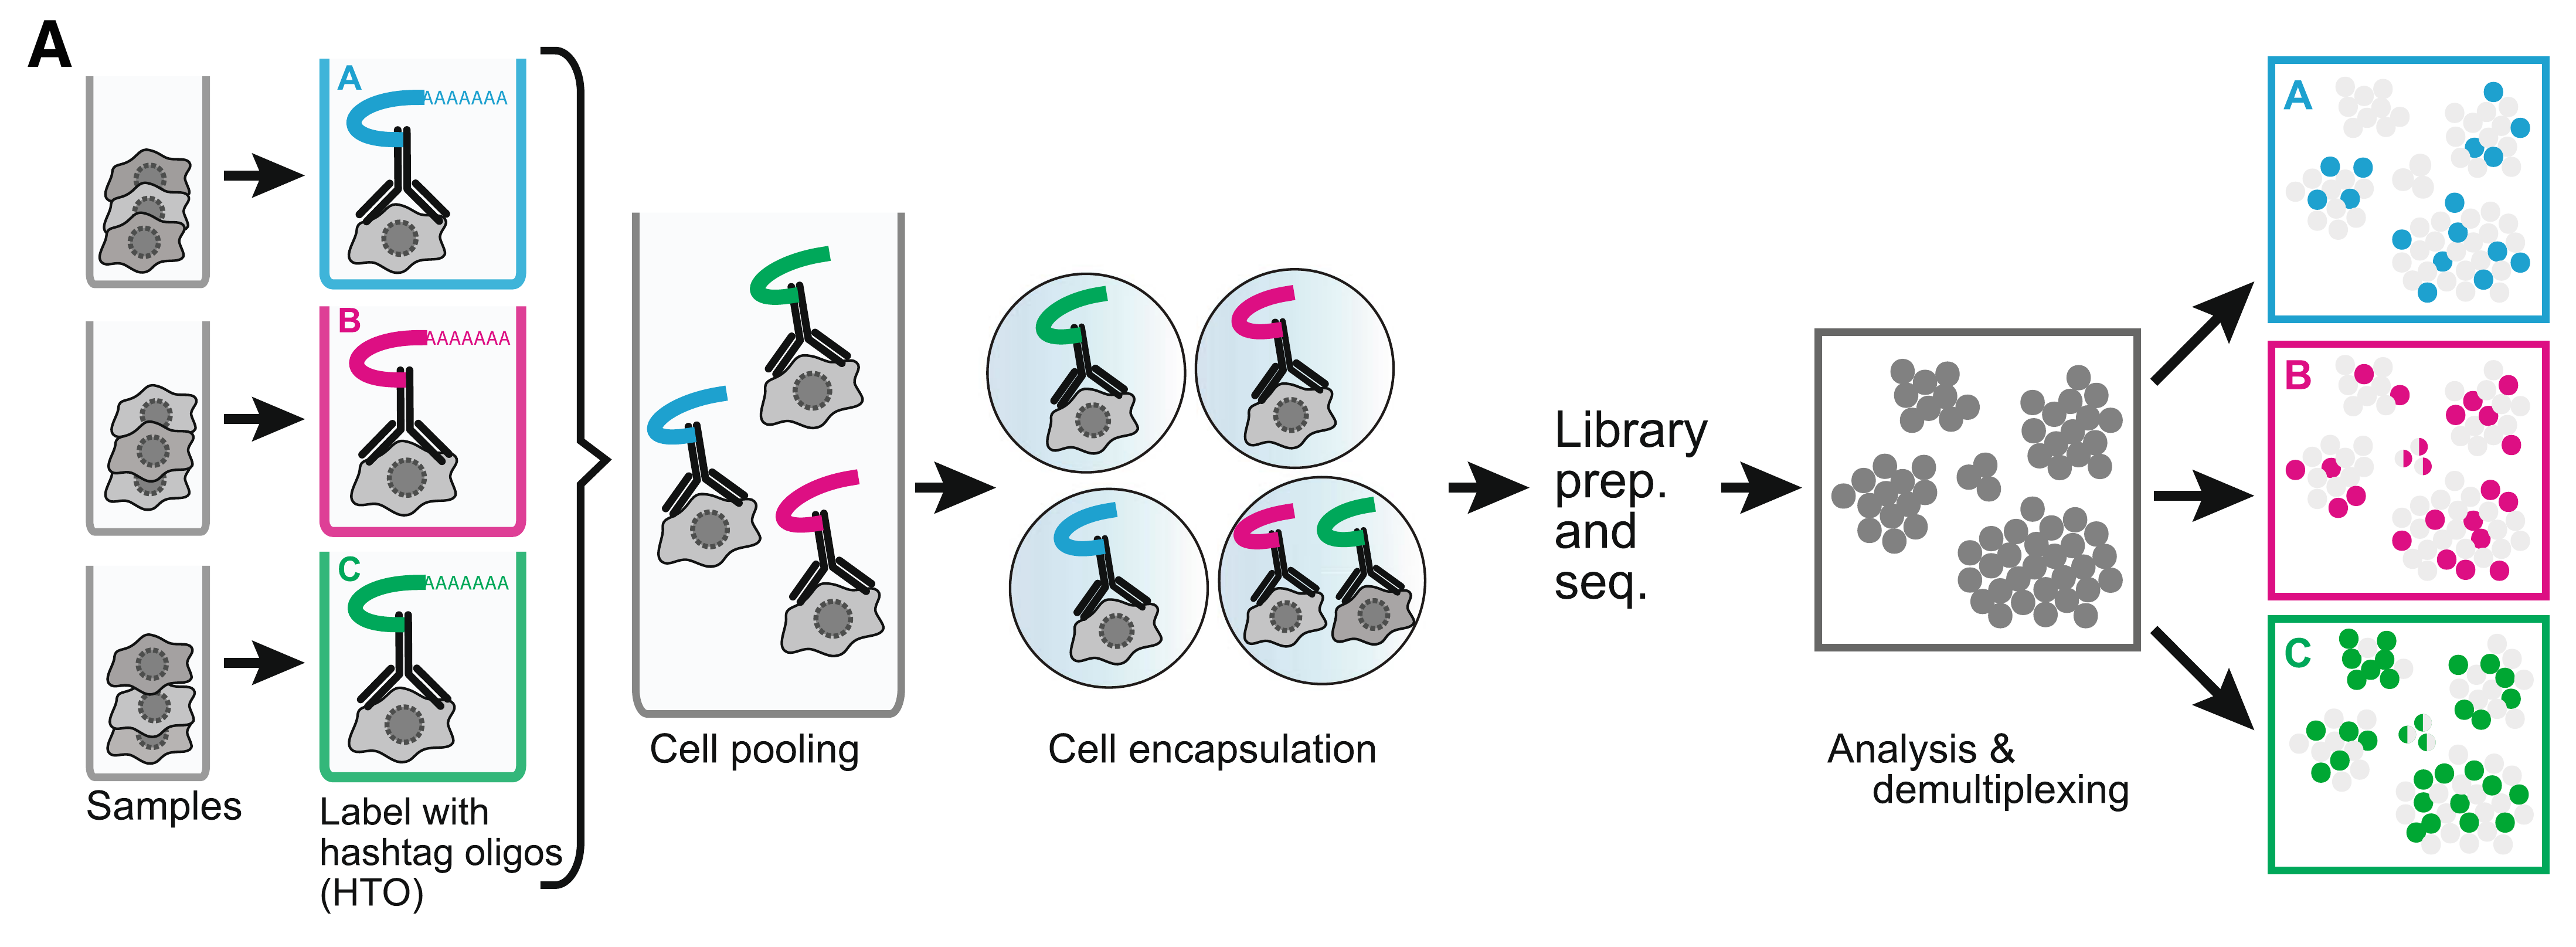 A
A
AAAAAAA
B
AAAAAAA
C
AAAAAAA
Samples
Label with
hashtag oligos
(HTO)
Cell pooling
Cell encapsulation
Library
prep.
and
seq.
Analysis &
demultiplexing
A
B
C